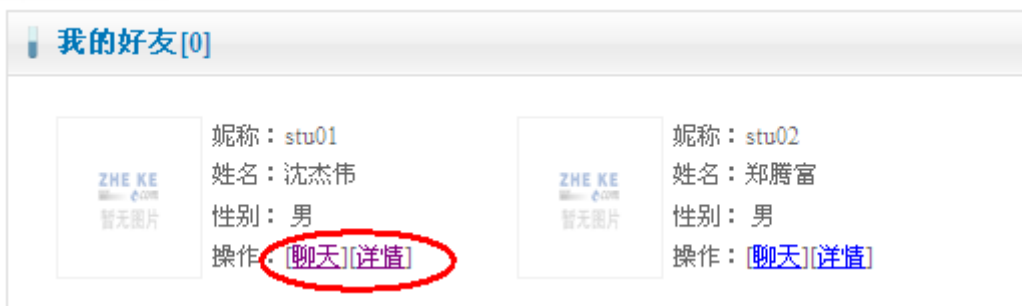 我的好友[0]
妮称：stu01
姓名：沈杰伟
性别： 男
操作：[聊天][详情]
ZHE KE
暂无图片
妮称：stu02
姓名：郑腾富
性别： 男
操作：[聊天][详情]
ZHE KE
暂无图片